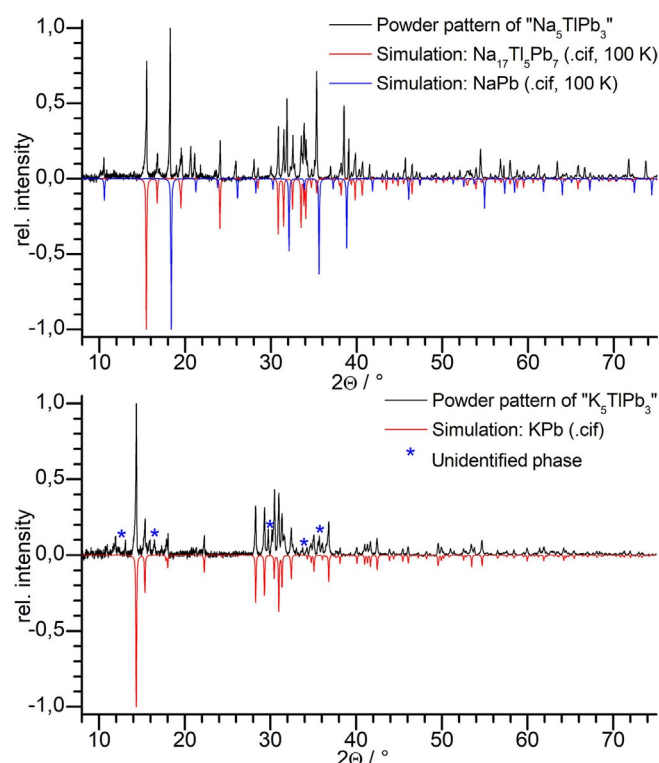 Powder pattern of "Na₅TlPb₃"
Simulation: Na₁₇Tl₅Pb₇ (.cif, 100 K)
Simulation: NaPb (.cif, 100 K)
1,0
0,5
0,0
-0,5
-1,0
rel. intensity
10 20 30 40 50 60 70
2Θ / °
Powder pattern of "K₅TlPb₃"
Simulation: KPb (.cif)
* Unidentified phase
1,0
0,5
0,0
-0,5
-1,0
rel. intensity
* * * * *
10 20 30 40 50 60 70
2Θ / °